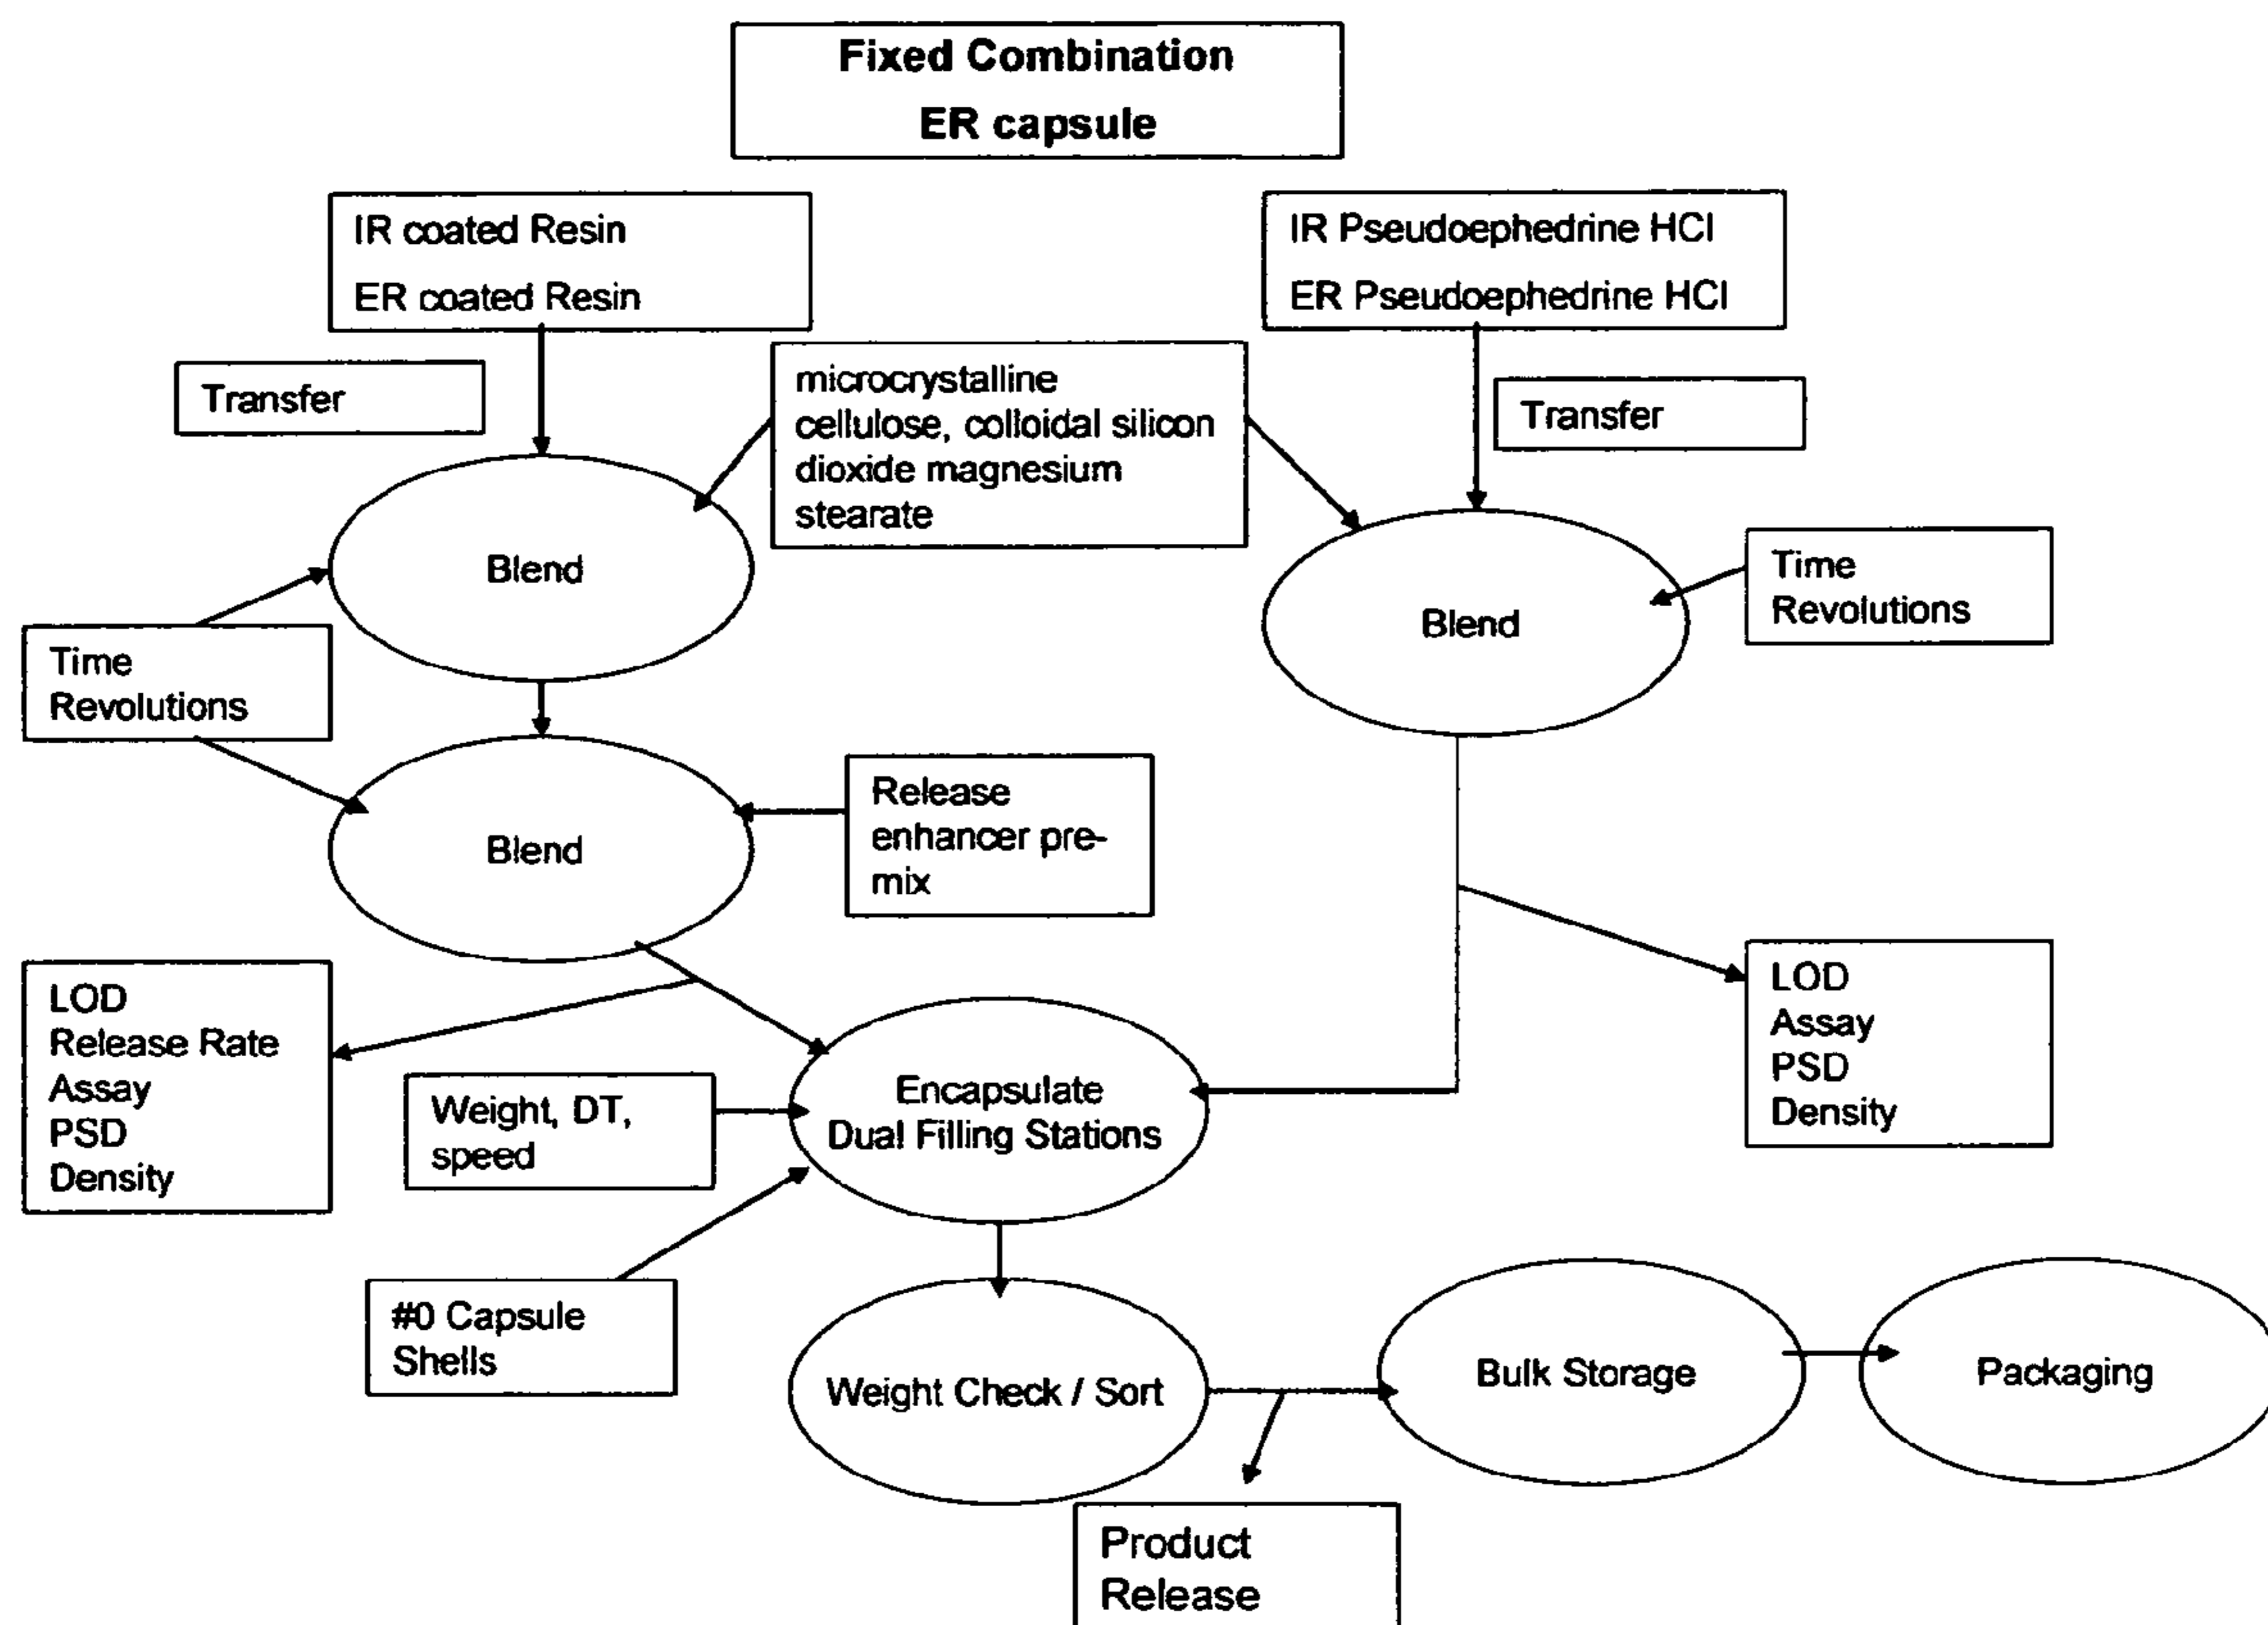 Fixed Combination
ER capsule
IR coated Resin
ER coated Resin
IR Pseudoephedrine HCl
ER Pseudoephedrine HCl
Transfer
microcrystalline
cellulose, colloidal silicon
dioxide magnesium
stearate
Transfer
Blend
Time
Revolutions
Blend
Time
Revolutions
Blend
Release
enhancer pre-
mix
LOD
Release Rate
Assay
PSD
Density
LOD
Assay
PSD
Density
Weight, DT,
speed
Encapsulate
Dual Filling Stations
#0 Capsule
Shells
Weight Check / Sort
Bulk Storage
Packaging
Product
Release